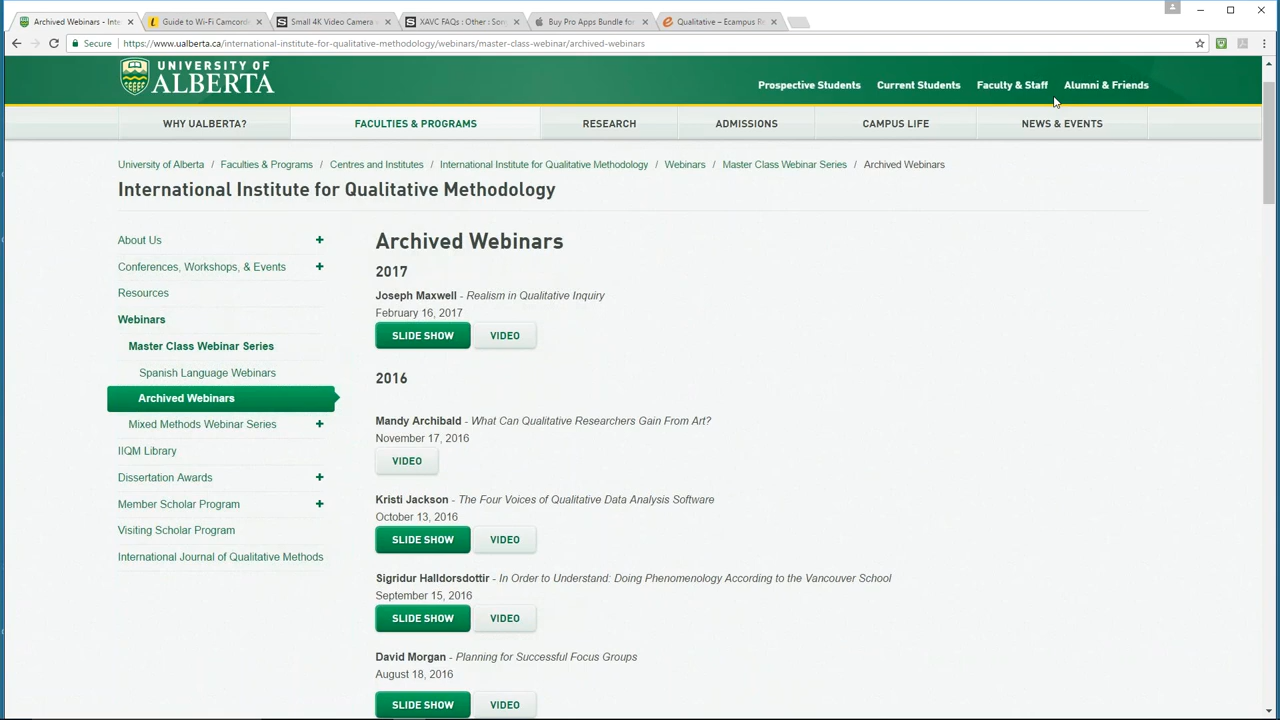 Archived Webinars - Inte
Guide to Wi-Fi Camcorde
Small 4K Video Camera
XAVC FAQs : Other : Son
Buy Pro Apps Bundle for
Qualitative – Ecampus Re
Secure
https://www.ualberta.ca/international-institute-for-qualitative-methodology/webinars/master-class-webinar/archived-webinars
UNIVERSITY OF
ALBERTA
Prospective Students Current Students Faculty & Staff Alumni & Friends
WHY UALBERTA? FACULTIES & PROGRAMS RESEARCH ADMISSIONS CAMPUS LIFE NEWS & EVENTS
University of Alberta / Faculties & Programs / Centres and Institutes / International Institute for Qualitative Methodology / Webinars / Master Class Webinar Series / Archived Webinars
International Institute for Qualitative Methodology
About Us +
Conferences, Workshops, & Events +
Resources
Webinars
Master Class Webinar Series
Spanish Language Webinars
Archived Webinars
Mixed Methods Webinar Series +
IIQM Library
Dissertation Awards +
Member Scholar Program +
Visiting Scholar Program
International Journal of Qualitative Methods
Archived Webinars
2017
Joseph Maxwell - Realism in Qualitative Inquiry
February 16, 2017
SLIDE SHOW VIDEO
2016
Mandy Archibald - What Can Qualitative Researchers Gain From Art?
November 17, 2016
VIDEO
Kristi Jackson - The Four Voices of Qualitative Data Analysis Software
October 13, 2016
SLIDE SHOW VIDEO
Sigridur Halldorsdottir - In Order to Understand: Doing Phenomenology According to the Vancouver School
September 15, 2016
SLIDE SHOW VIDEO
David Morgan - Planning for Successful Focus Groups
August 18, 2016
SLIDE SHOW VIDEO